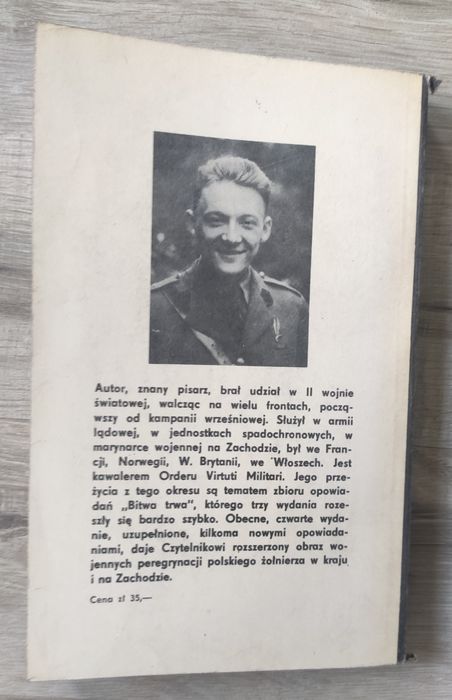 Autor, znany pisarz, brał udział w II wojnie
światowej, walcząc na wielu frontach, począ-
wszy od kampanii wrześniowej. Służył w armii
lądowej, w jednostkach spadochronowych, w
marynarce wojennej na Zachodzie, był we Fran-
cji, Norwegii, W. Brytanii, we Włoszech. Jest
kawalerem Orderu Virtuti Militari. Jego prze-
życia z tego okresu są tematem zbioru opowia-
dań „Bitwa trwa”, którego trzy wydania roze-
szły się bardzo szybko. Obecne, czwarte wyda-
nie, uzupełnione, kilkoma nowymi opowiada-
niami, daje Czytelnikowi rozszerzony obraz wo-
jennych peregrynacji polskiego żołnierza w kraju
i na Zachodzie.
Cena zł 35,—